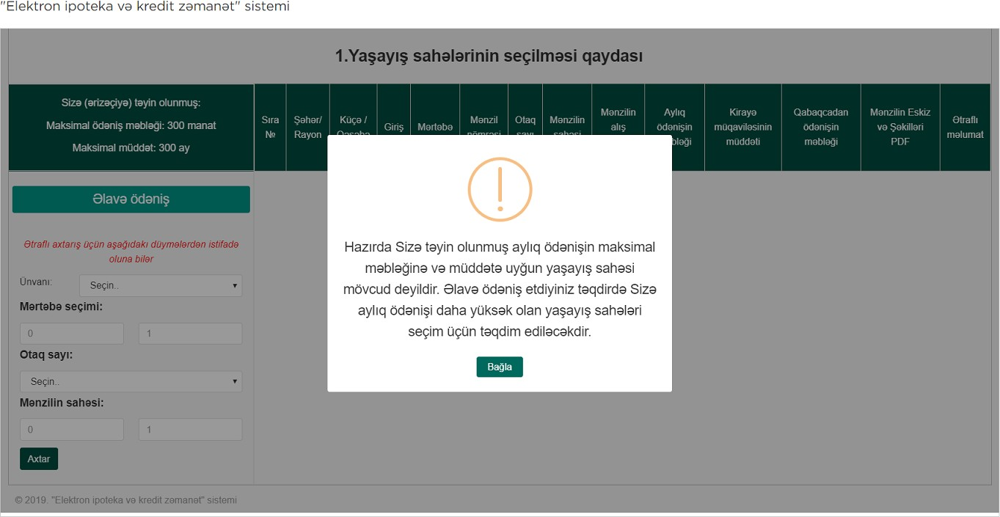 "Elektron ipoteka və kredit zəmanət" sistemi
1.Yaşayış sahələrinin seçilməsi qaydası
Sizə (ərizəçiyə) təyin olunmuş:
Maksimal ödəniş məbləği: 300 manat
Maksimal müddət: 300 ay
Sıra
№
Şəhər/
Rayon
Küçə /
Qəsəbə
Giriş
Mərtəbə
Mənzil
nömrəsi
Otaq
sayı
Mənzilin
sahəsi
Mənzilin
alış
Aylıq
ödənişin
Kirayə
müqaviləsinin
müddəti
Qabaqcadan
ödənişin
məbləği
Mənzilin Eskiz
və Şəkilləri
PDF
Ətraflı
məlumat
Əlavə ödəniş
Ətraflı axtarış üçün aşağıdakı düymələrdən istifadə
oluna bilər
Ünvanı:
Seçin..
Mərtəbə seçimi:
0 1
Otaq sayı:
Seçin..
Mənzilin sahəsi:
0 1
Axtar
Hazırda Sizə təyin olunmuş aylıq ödənişin maksimal
məbləğinə və müddətə uyğun yaşayış sahəsi
mövcud deyildir. Əlavə ödəniş etdiyiniz təqdirdə Sizə
aylıq ödənişi daha yüksək olan yaşayış sahələri
seçim üçün təqdim ediləcəkdir.
Bağla
© 2019. "Elektron ipoteka və kredit zəmanət" sistemi